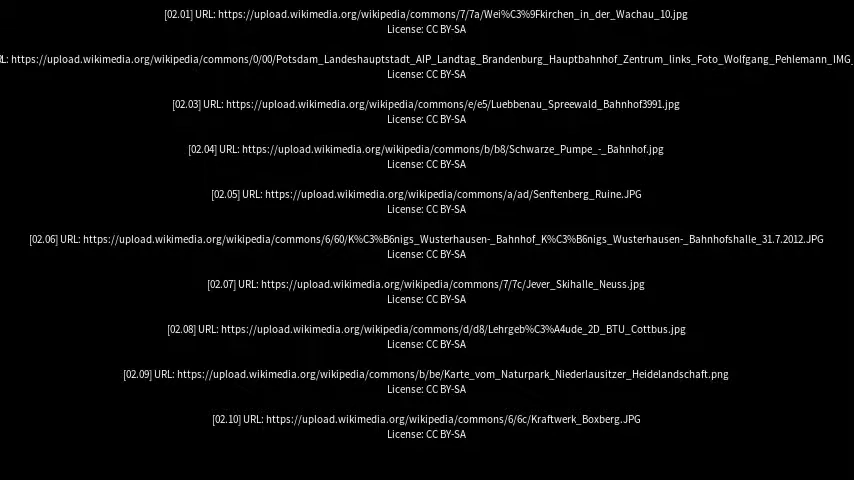 [02.01] URL: https://upload.wikimedia.org/wikipedia/commons/7/7a/Wei%C3%9Fkirchen_in_der_Wachau_10.jpg
License: CC BY-SA
https://upload.wikimedia.org/wikipedia/commons/0/00/Potsdam_Landeshauptstadt_AIP_Landtag_Brandenburg_Hauptbahnhof_Zentrum_links_Foto_Wolfgang_Pehlemann_IMG_
License: CC BY-SA
[02.03] URL: https://upload.wikimedia.org/wikipedia/commons/e/e5/Luebbenau_Spreewald_Bahnhof3991.jpg
License: CC BY-SA
[02.04] URL: https://upload.wikimedia.org/wikipedia/commons/b/b8/Schwarze_Pumpe_-_Bahnhof.jpg
License: CC BY-SA
[02.05] URL: https://upload.wikimedia.org/wikipedia/commons/a/ad/Senftenberg_Ruine.JPG
License: CC BY-SA
[02.06] URL: https://upload.wikimedia.org/wikipedia/commons/6/60/K%C3%B6nigs_Wusterhausen-_Bahnhof_K%C3%B6nigs_Wusterhausen-_Bahnhofshalle_31.7.2012.JPG
License: CC BY-SA
[02.07] URL: https://upload.wikimedia.org/wikipedia/commons/7/7c/Jever_Skihalle_Neuss.jpg
License: CC BY-SA
[02.08] URL: https://upload.wikimedia.org/wikipedia/commons/d/d8/Lehrgeb%C3%A4ude_2D_BTU_Cottbus.jpg
License: CC BY-SA
[02.09] URL: https://upload.wikimedia.org/wikipedia/commons/b/be/Karte_vom_Naturpark_Niederlausitzer_Heidelandschaft.png
License: CC BY-SA
[02.10] URL: https://upload.wikimedia.org/wikipedia/commons/6/6c/Kraftwerk_Boxberg.JPG
License: CC BY-SA